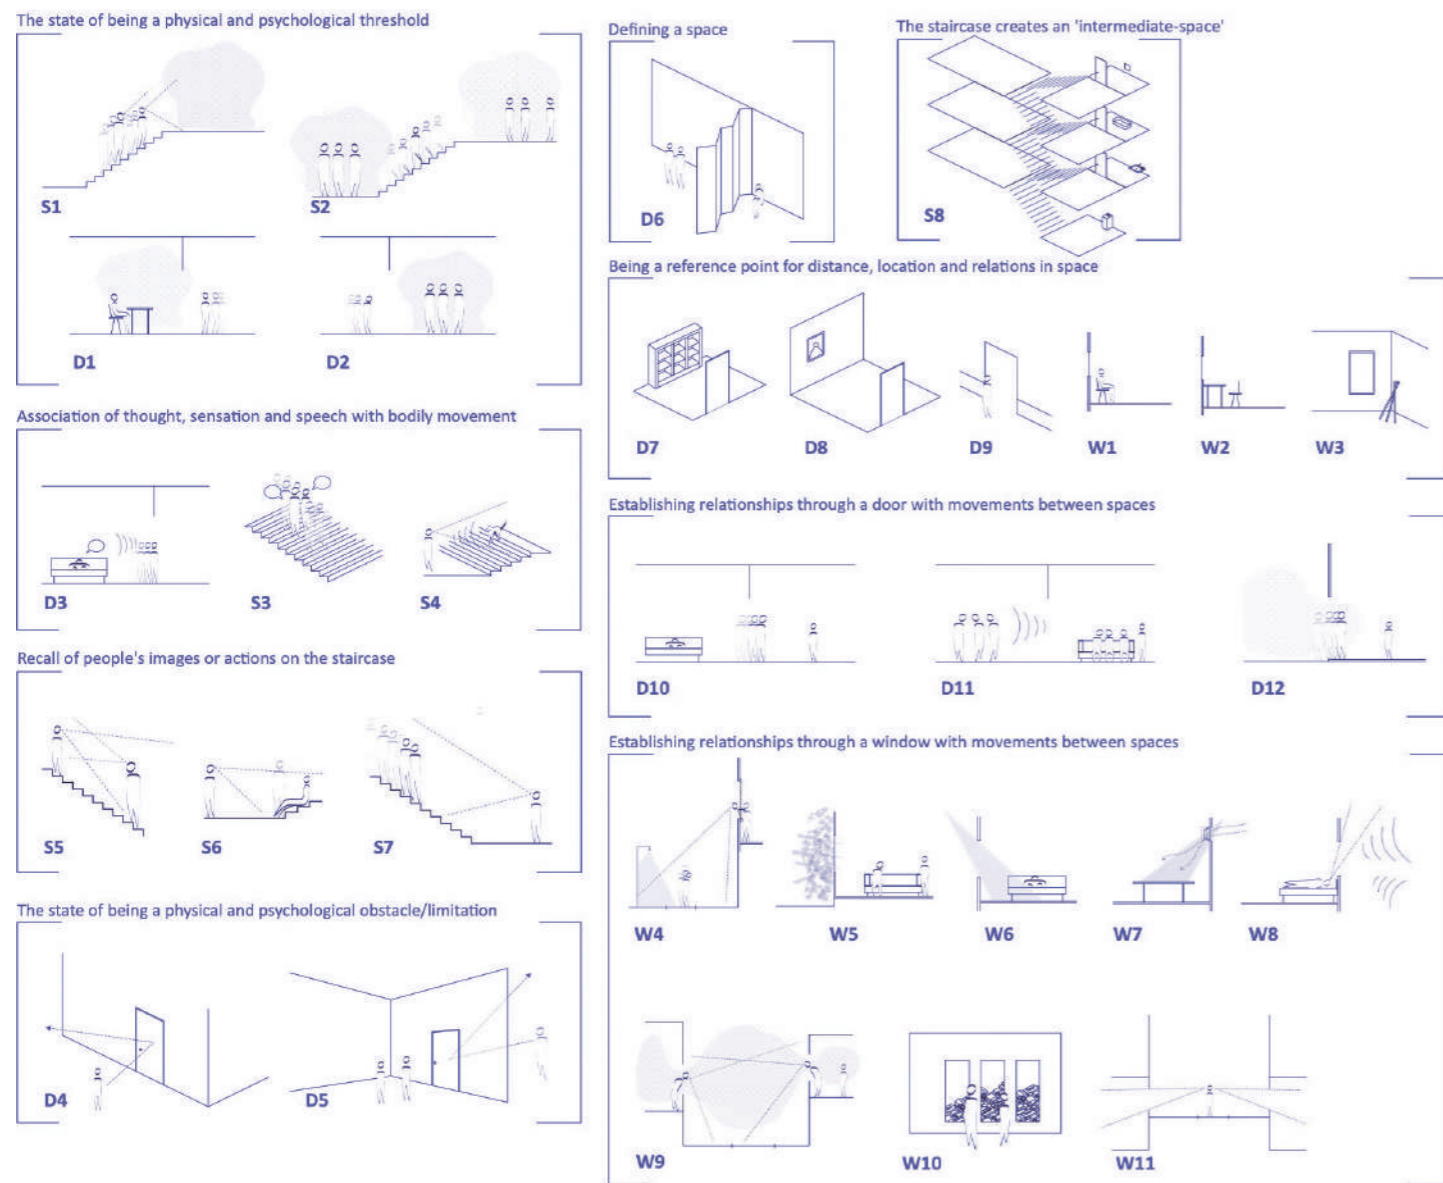 The state of being a physical and psychological threshold
S1
S2
D1
D2
Association of thought, sensation and speech with bodily movement
D3
S3
S4
Recall of people's images or actions on the staircase
S5
S6
S7
The state of being a physical and psychological obstacle/limitation
D4
D5
Defining a space
D6
The staircase creates an 'intermediate-space'
S8
Being a reference point for distance, location and relations in space
D7
D8
D9
W1
W2
W3
Establishing relationships through a door with movements between spaces
D10
D11
D12
Establishing relationships through a window with movements between spaces
W4
W5
W6
W7
W8
W9
W10
W11